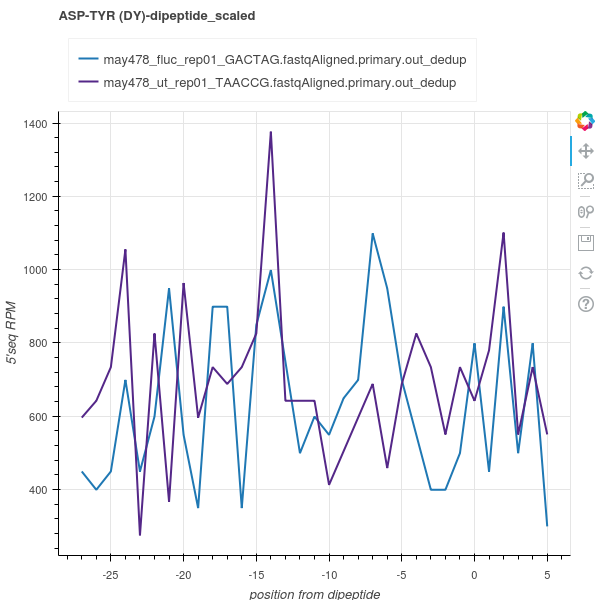 ASP-TYR (DY)-dipeptide_scaled
may478_fluc_rep01_GACTAG.fastqAligned.primary.out_dedup
may478_ut_rep01_TAACCG.fastqAligned.primary.out_dedup
1400
1200
1000
800
600
400
5'seq RPM
-25 -20 -15 -10 -5 0 5
position from dipeptide